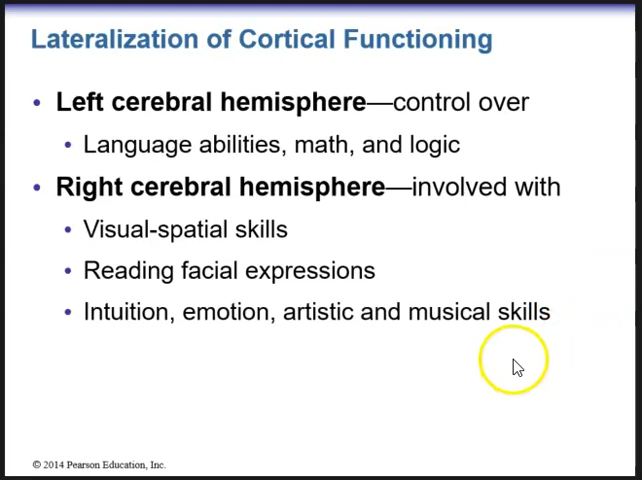 Lateralization of Cortical Functioning
• Left cerebral hemisphere—control over
• Language abilities, math, and logic
• Right cerebral hemisphere—involved with
• Visual-spatial skills
• Reading facial expressions
• Intuition, emotion, artistic and musical skills
© 2014 Pearson Education, Inc.